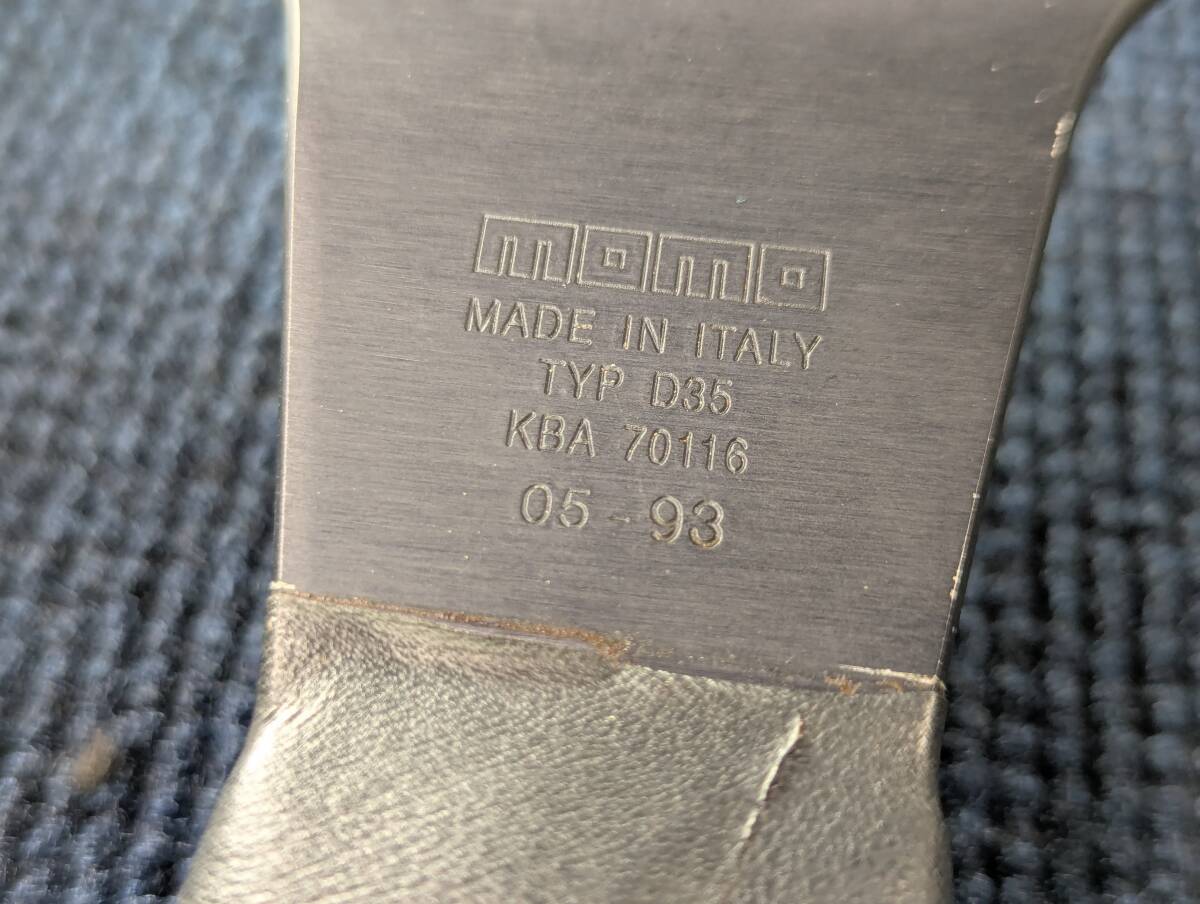 momo
MADE IN ITALY
TYP D35
KBA 70116
05-93